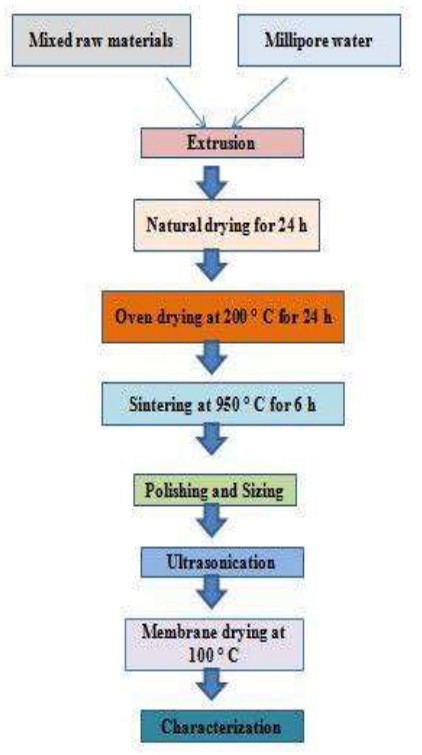 Mixed raw materials
Millipore water
Extrusion
Natural drying for 24 h
Oven drying at 200 ° C for 24 h
Sintering at 950 ° C for 6 h
Polishing and Sizing
Ultrasonication
Membrane drying at
100 ° C
Characterization